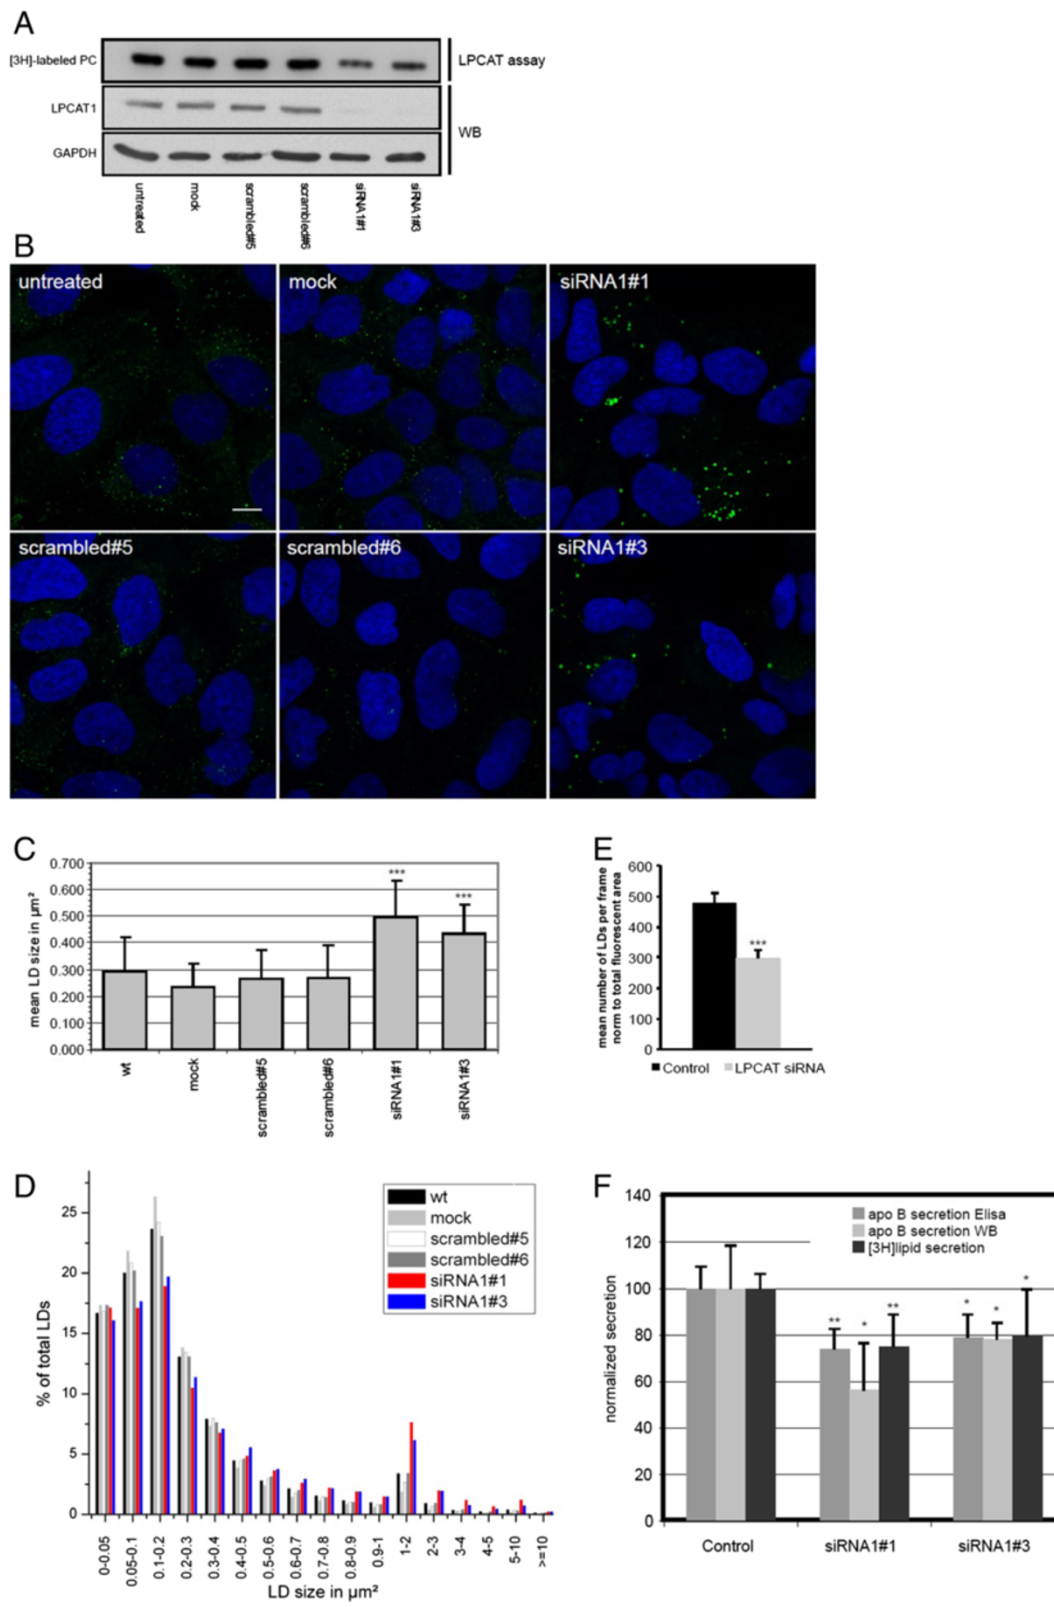 A
[3H]-labeled PC
LPCAT assay
LPCAT1
WB
GAPDH
untreated
mock
scrambled#5
scrambled#6
siRNA1#1
siRNA1#3
B
untreated
mock
siRNA1#1
scrambled#5
scrambled#6
siRNA1#3
C
mean LD size in µm²
0.700
0.600
0.500
0.400
0.300
0.200
0.100
0.000
***
***
wt
mock
scrambled#5
scrambled#6
siRNA1#1
siRNA1#3
E
mean number of LDs per frame
norm to total fluorescent area
600
500
400
300
200
100
0
***
Control
LPCAT siRNA
D
% of total LDs
25
20
15
10
5
0
wt
mock
scrambled#5
scrambled#6
siRNA1#1
siRNA1#3
0-0.05
0.05-0.1
0.1-0.2
0.2-0.3
0.3-0.4
0.4-0.5
0.5-0.6
0.6-0.7
0.7-0.8
0.8-0.9
0.9-1
1-2
2-3
3-4
4-5
5-10
>=10
LD size in µm²
F
normalized secretion
140
120
100
80
60
40
20
0
apo B secretion Elisa
apo B secretion WB
[3H]lipid secretion
**
*
**
*
*
*
Control
siRNA1#1
siRNA1#3